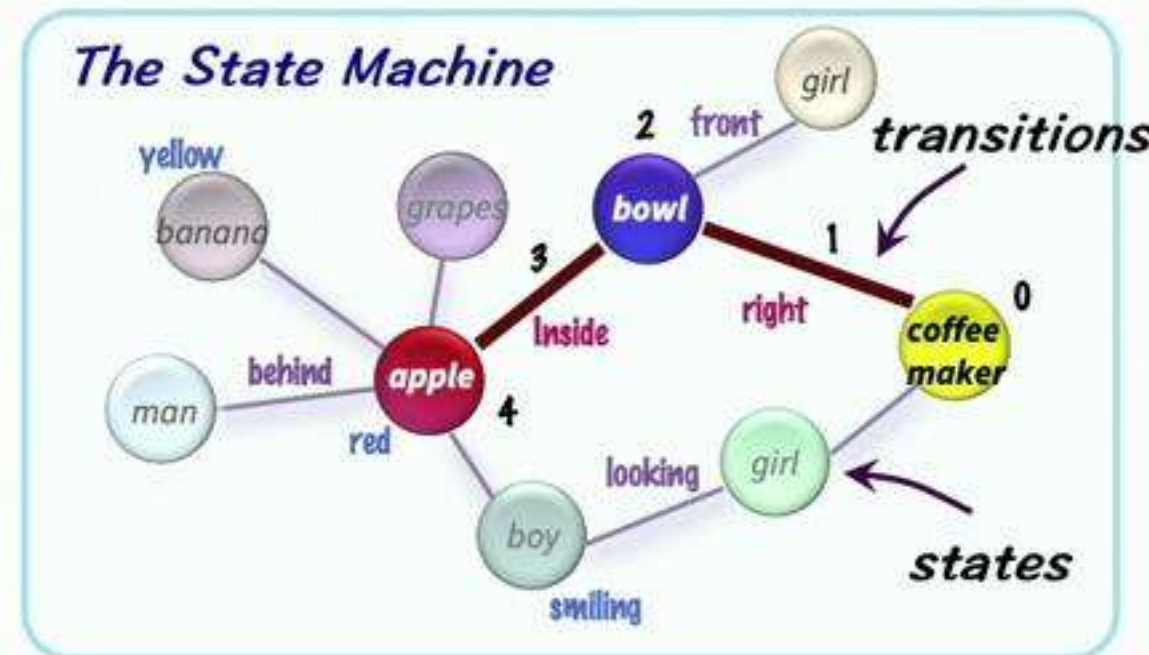 The State Machine
girl
2
front
transitions
yellow
banana
grapes
bowl
1
3
right
0
Inside
coffee
maker
behind
apple
man
4
red
looking
girl
boy
states
smiling